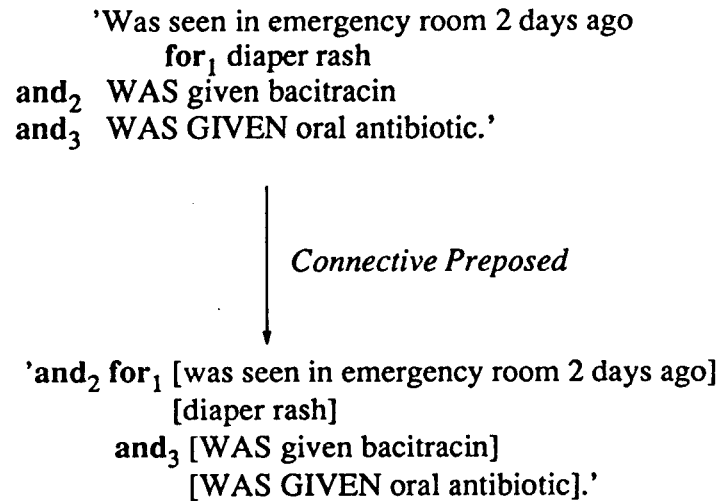 'Was seen in emergency room 2 days ago
for₁ diaper rash
and₂ WAS given bacitracin
and₃ WAS GIVEN oral antibiotic.'
Connective Preposed
'and₂ for₁ [was seen in emergency room 2 days ago]
[diaper rash]
and₃ [WAS given bacitracin]
[WAS GIVEN oral antibiotic].'